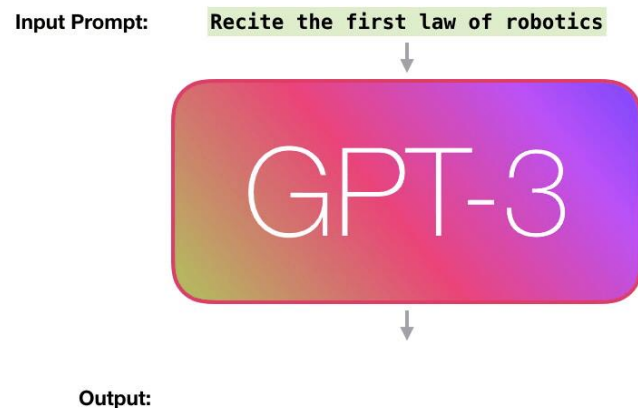 Input Prompt: Recite the first law of robotics
GPT-3
Output: